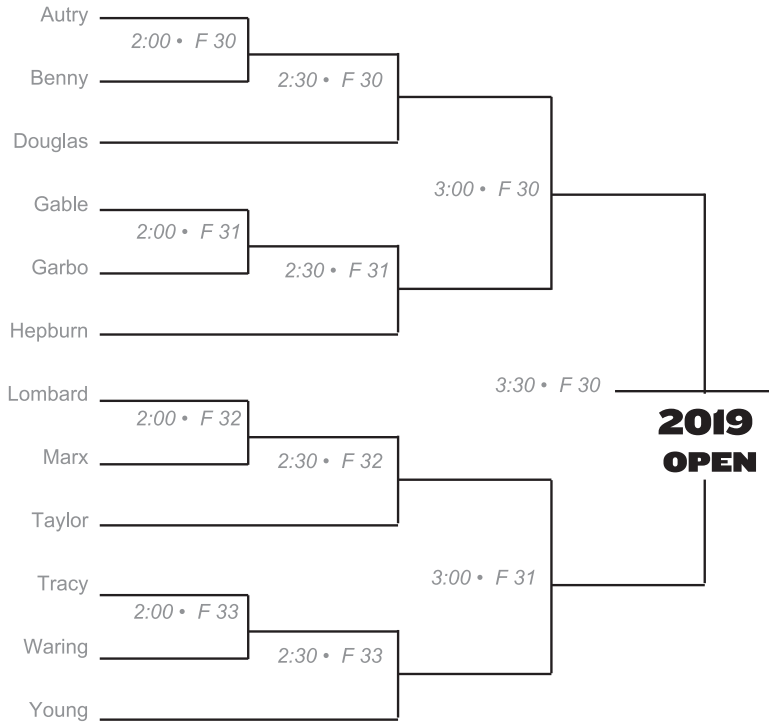 Autry
2:00 • F 30
Benny
2:30 • F 30
Douglas
3:00 • F 30
Gable
2:00 • F 31
Garbo
2:30 • F 31
Hepburn
3:30 • F 30
Lombard
2:00 • F 32
2019
Marx
2:30 • F 32
OPEN
Taylor
3:00 • F 31
Tracy
2:00 • F 33
Waring
2:30 • F 33
Young